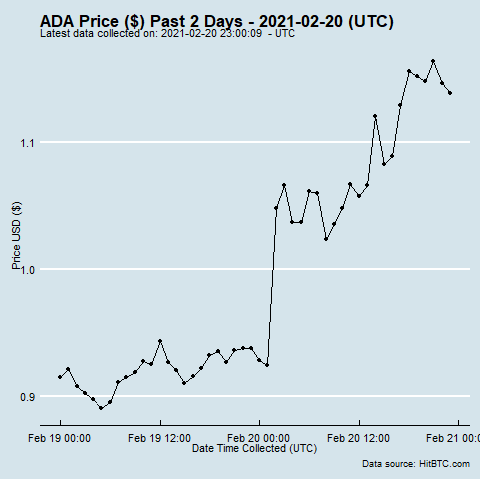 ADA Price ($) Past 2 Days - 2021-02-20 (UTC)
Latest data collected on: 2021-02-20 23:00:09 - UTC
1.1
1.0
0.9
Price USD ($)
Feb 19 00:00 Feb 19 12:00 Feb 20 00:00 Feb 20 12:00 Feb 21 00:
Date Time Collected (UTC)
Data source: HitBTC.com